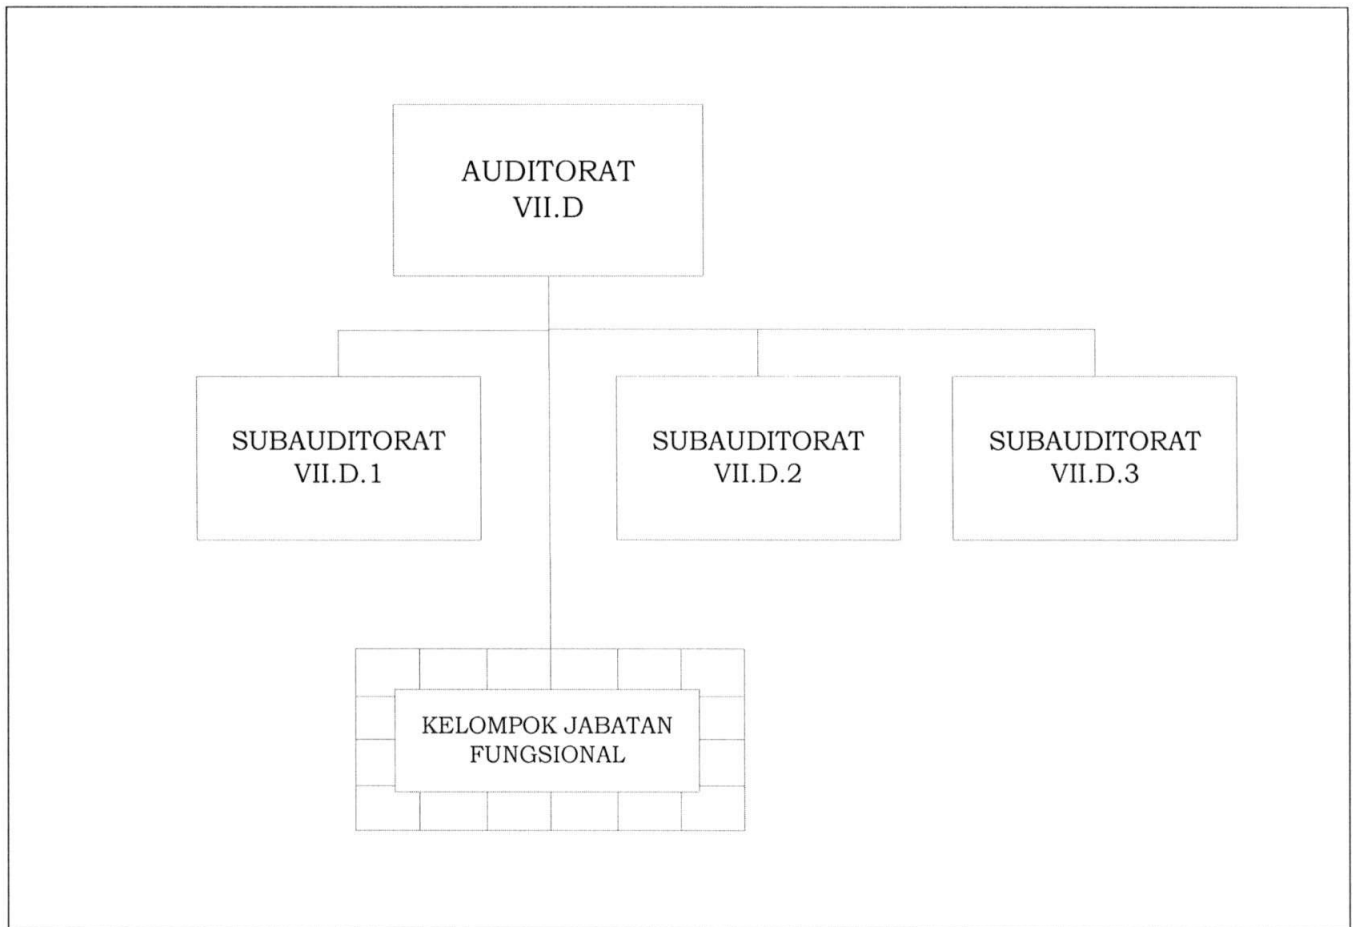 AUDITORAT
VII.D
SUBAUDITORAT
VII.D.1
SUBAUDITORAT
VII.D.2
SUBAUDITORAT
VII.D.3
KELOMPOK JABATAN
FUNGSIONAL